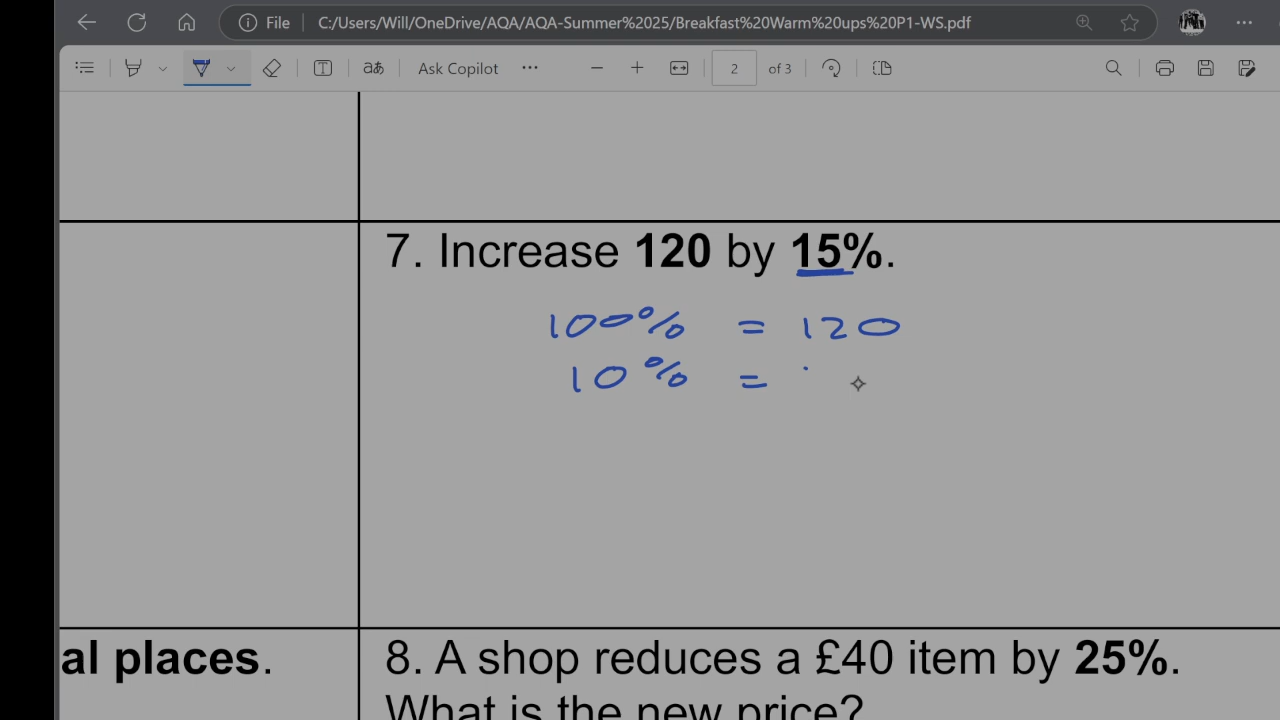 File C:/Users/Will/OneDrive/AQA/AQA-Summer%2025/Breakfast%20Warm%20ups%20P1-WS.pdf
aあ Ask Copilot 2 of 3
7. Increase 120 by 15%.
100% = 120
10% =
al places.
8. A shop reduces a £40 item by 25%.
What is the new price?